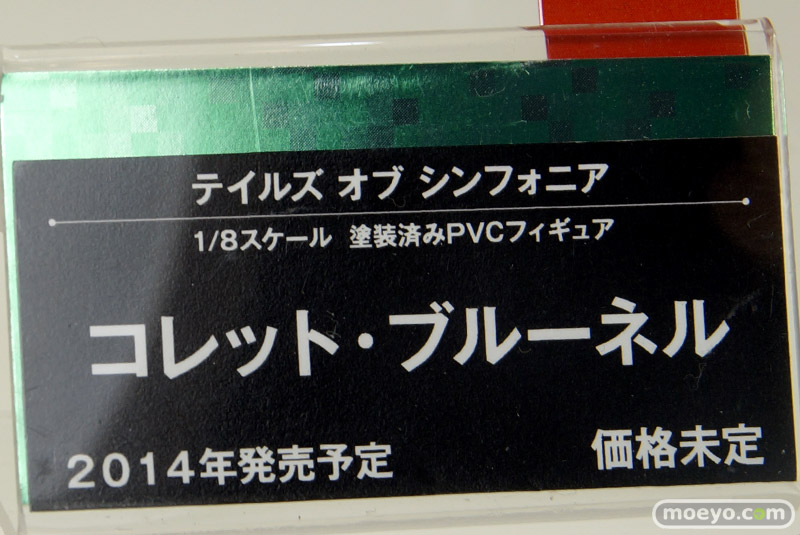 テイルズ オブ シンフォニア
1/8スケール 塗装済みPVCフィギュア
コレット・ブルーネル
2014年発売予定
価格未定
moeyo.com